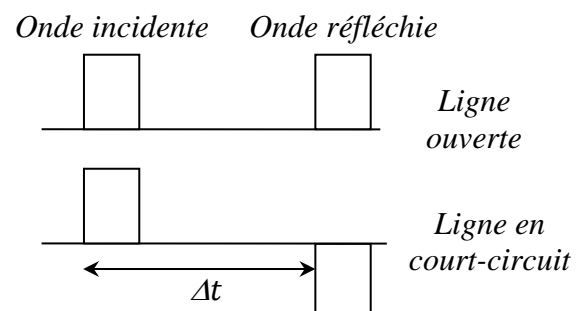 Onde incidente Onde réfléchie
Ligne
ouverte
Ligne en
court-circuit
Δt